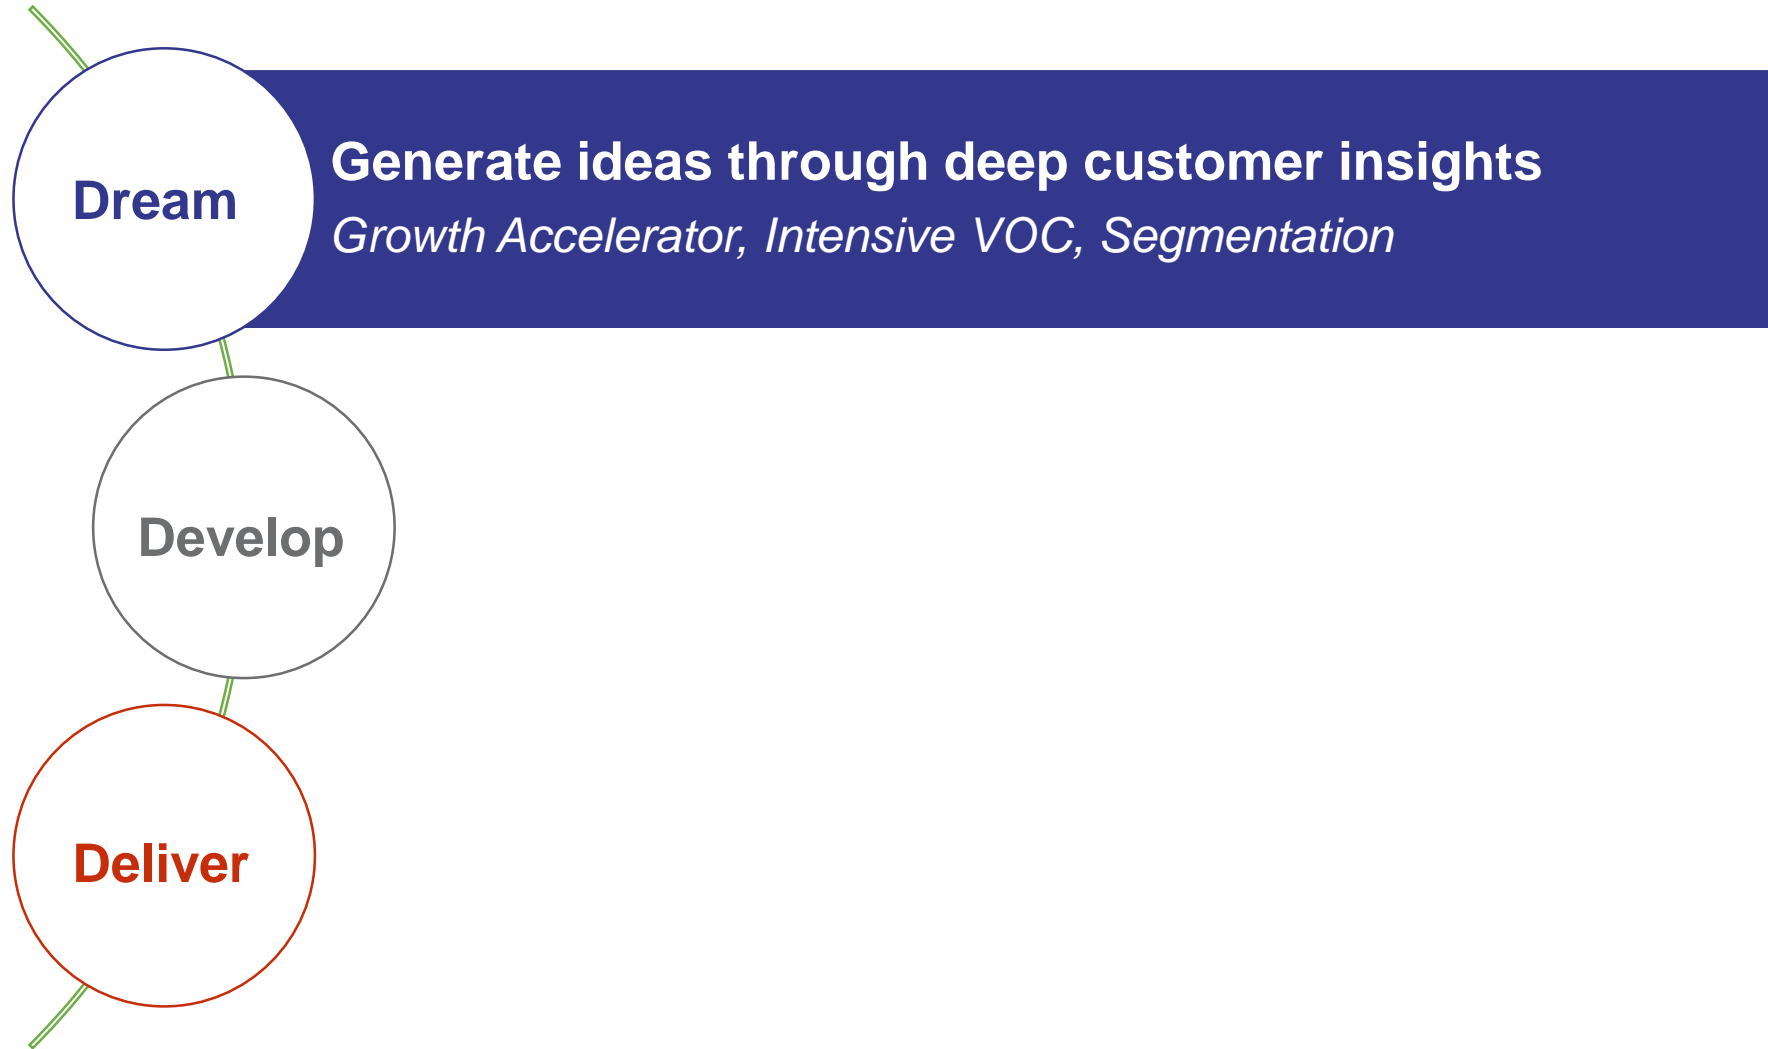 Dream
Generate ideas through deep customer insights
Growth Accelerator, Intensive VOC, Segmentation
Develop
Deliver